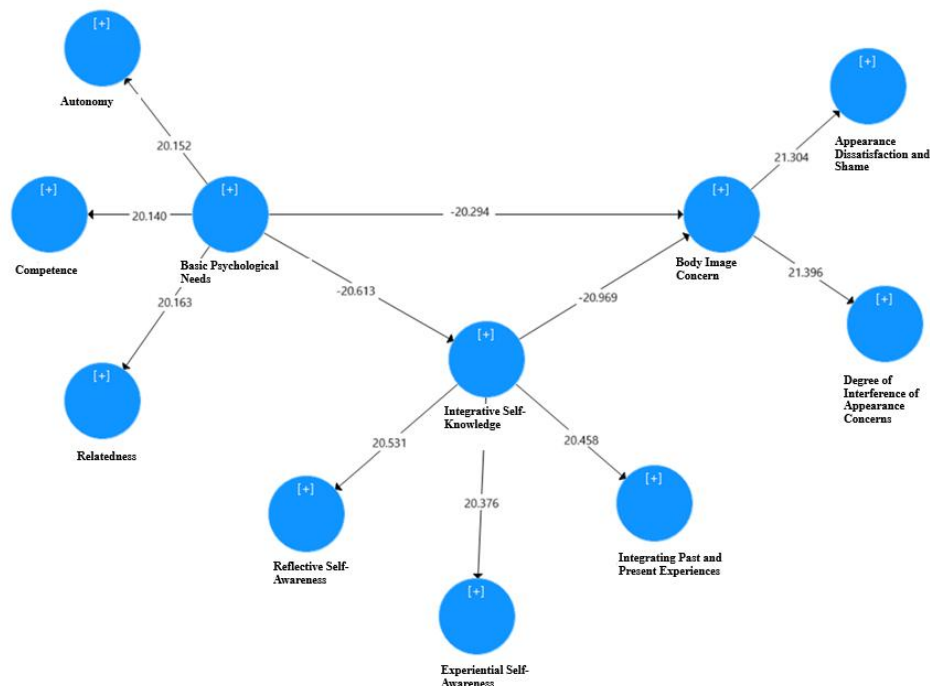 [+]
Autonomy
[+]
Appearance
Dissatisfaction and
Shame
20.152
21.304
[+]
Competence
20.140
[+]
Basic Psychological
Needs
-20.294
[+]
Body Image
Concern
20.163
-20.613
-20.969
21.396
[+]
Degree of
Interference of
Appearance
Concerns
[+]
Relatedness
[+]
Integrative Self-
Knowledge
20.531
20.376
20.458
[+]
Reflective Self-
Awareness
[+]
Integrating Past and
Present Experiences
[+]
Experiential Self-
Awareness